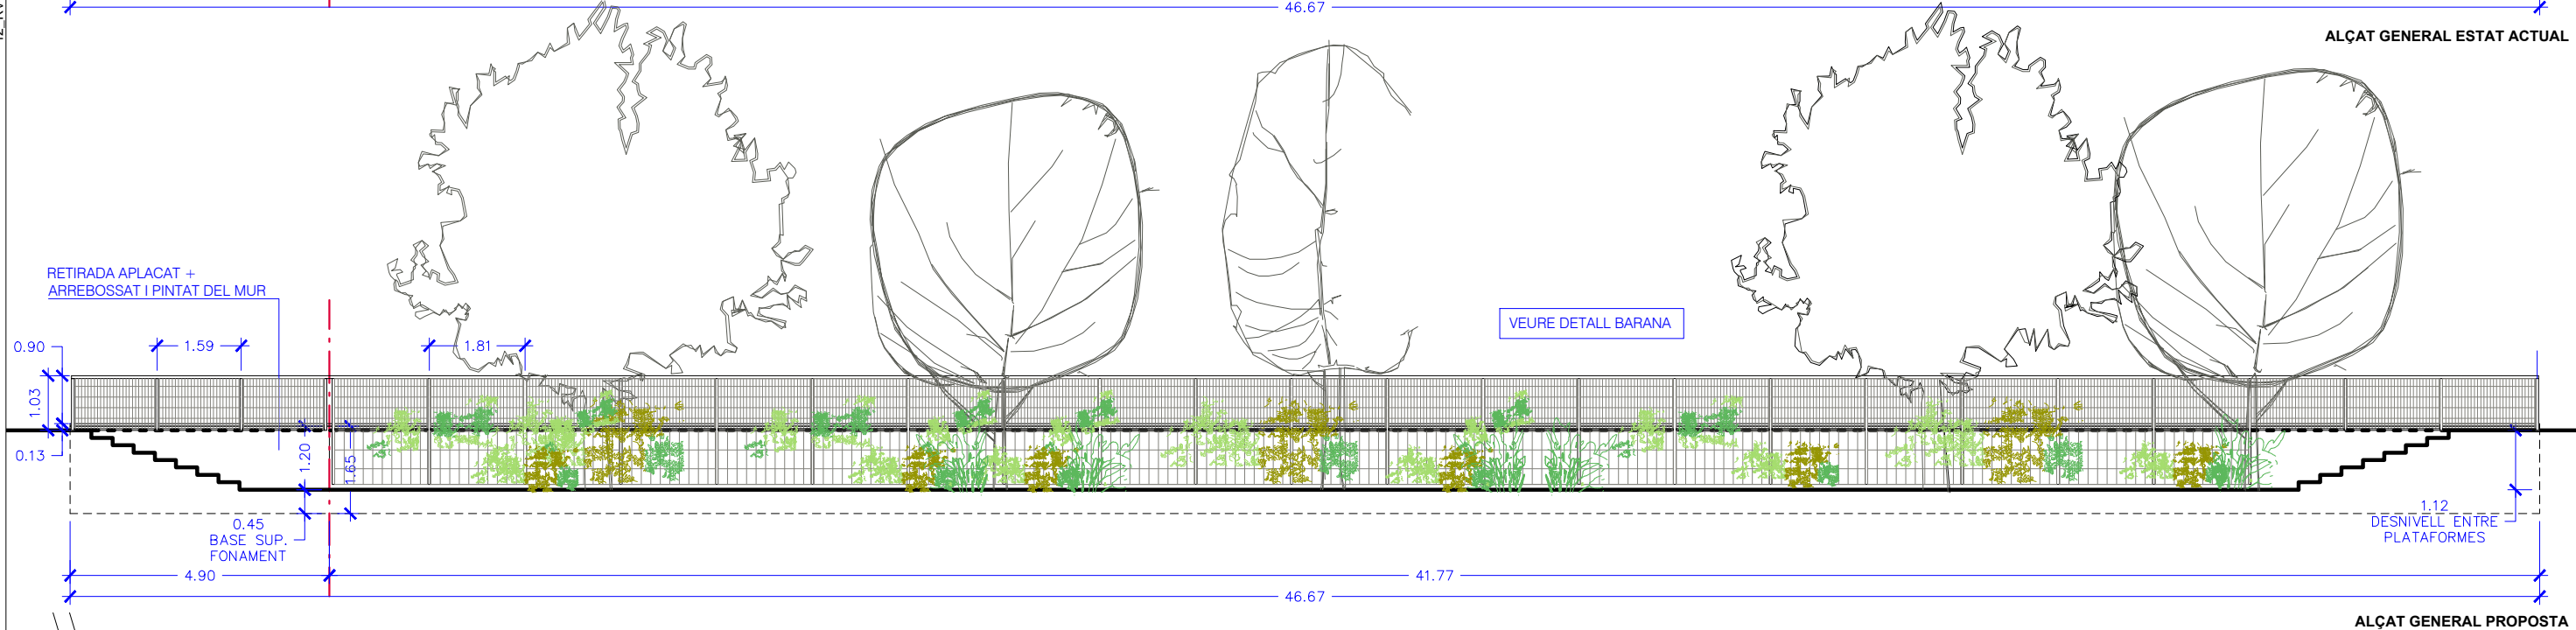 46.67
ALÇAT GENERAL ESTAT ACTUAL
RETIRADA APLACAT +
ARREBOSSAT I PINTAT DEL MUR
VEURE DETALL BARANA
0.90
1.59
1.81
1.03
0.13
1.20
1.65
0.45
BASE SUP.
FONAMENT
1.12
DESNIVELL ENTRE
PLATAFORMES
4.90
41.77
46.67
ALÇAT GENERAL PROPOSTA